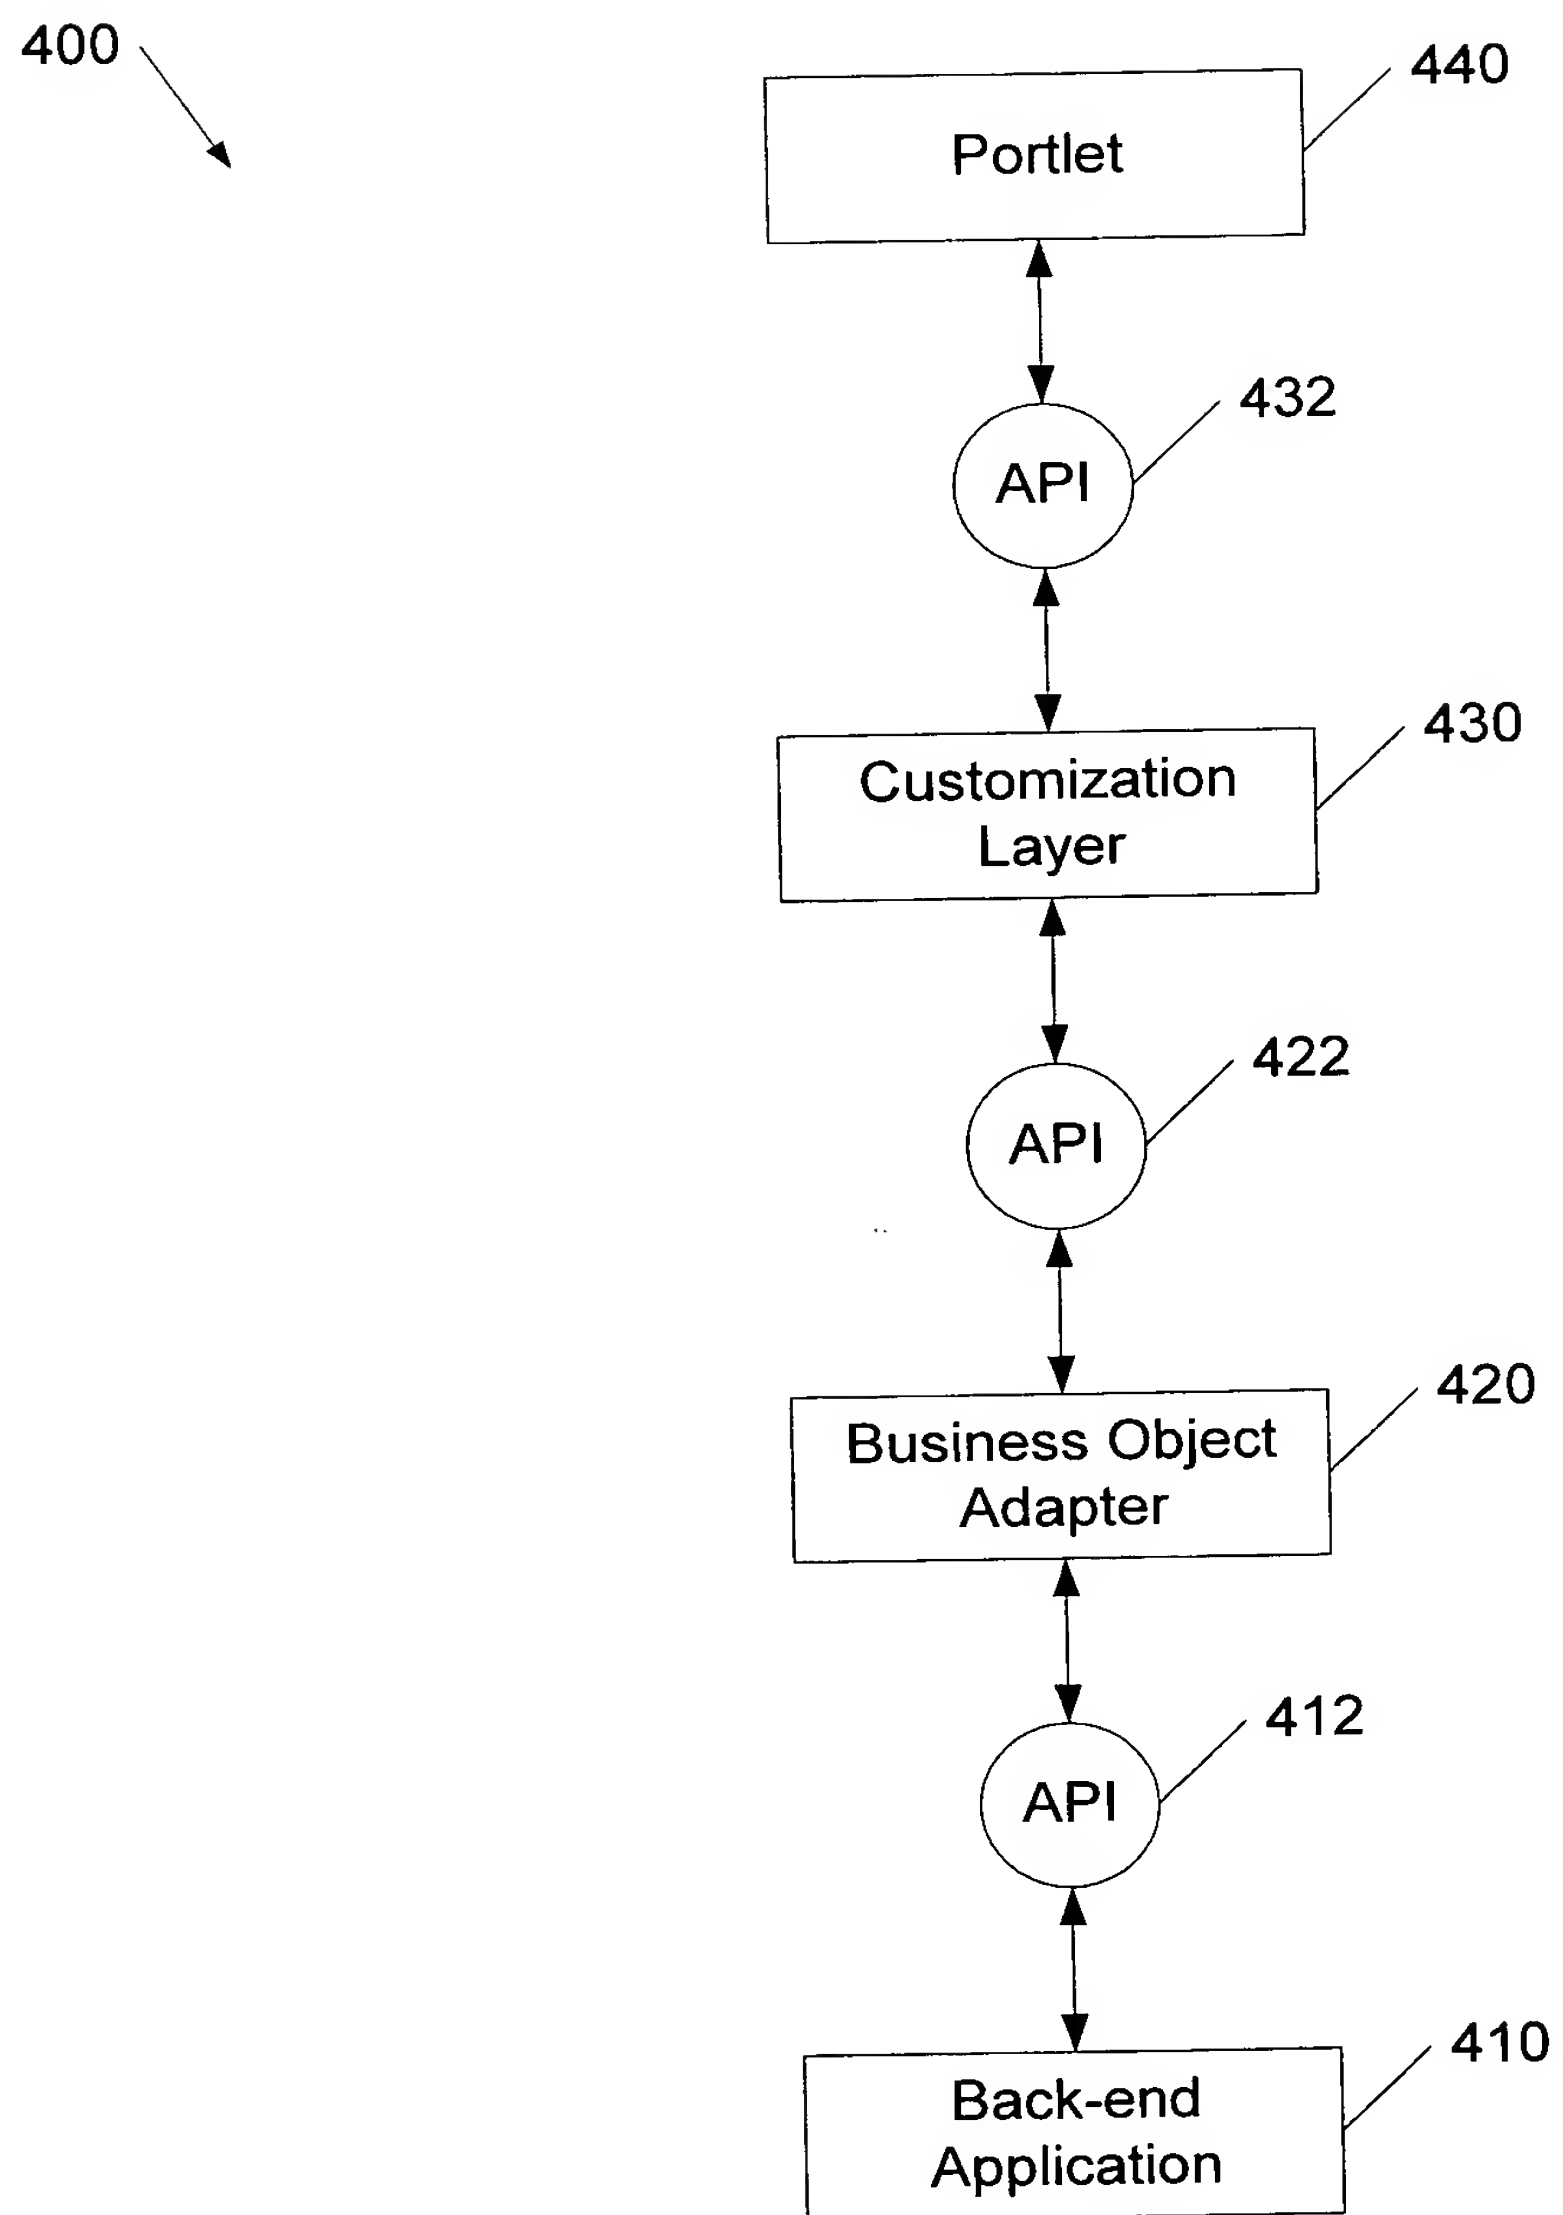 400
440
Portlet
432
API
430
Customization
Layer
422
API
420
Business Object
Adapter
412
API
410
Back-end
Application